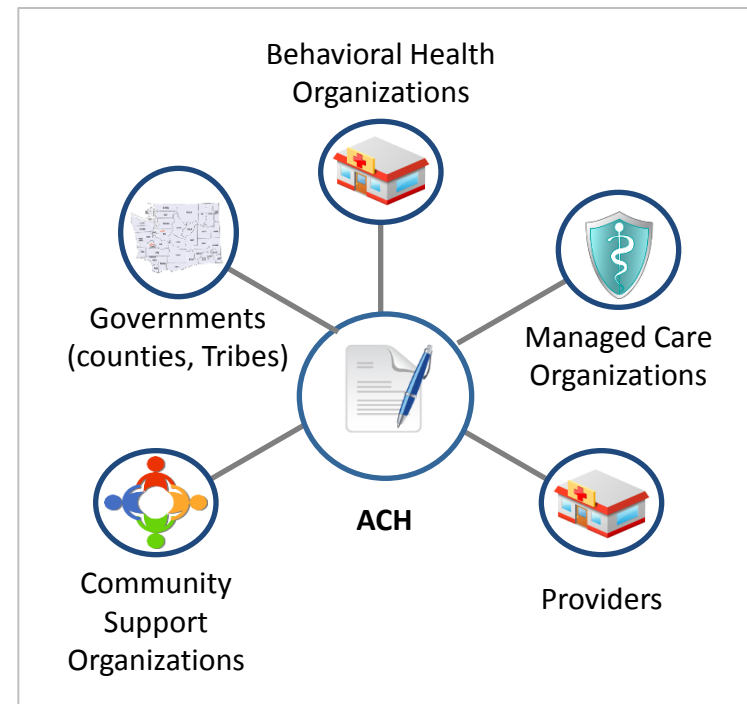 Behavioral Health
Organizations
Governments
(counties, Tribes)
Managed Care
Organizations
ACH
Community
Support
Organizations
Providers